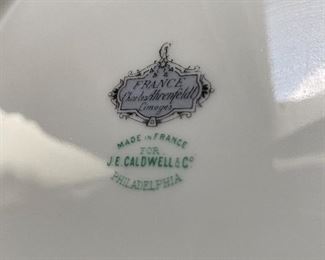 FRANCE
Charles Ahrenfeldt
Limoges
MADE IN FRANCE
FOR
J.E. CALDWELL & Co
PHILADELPHIA